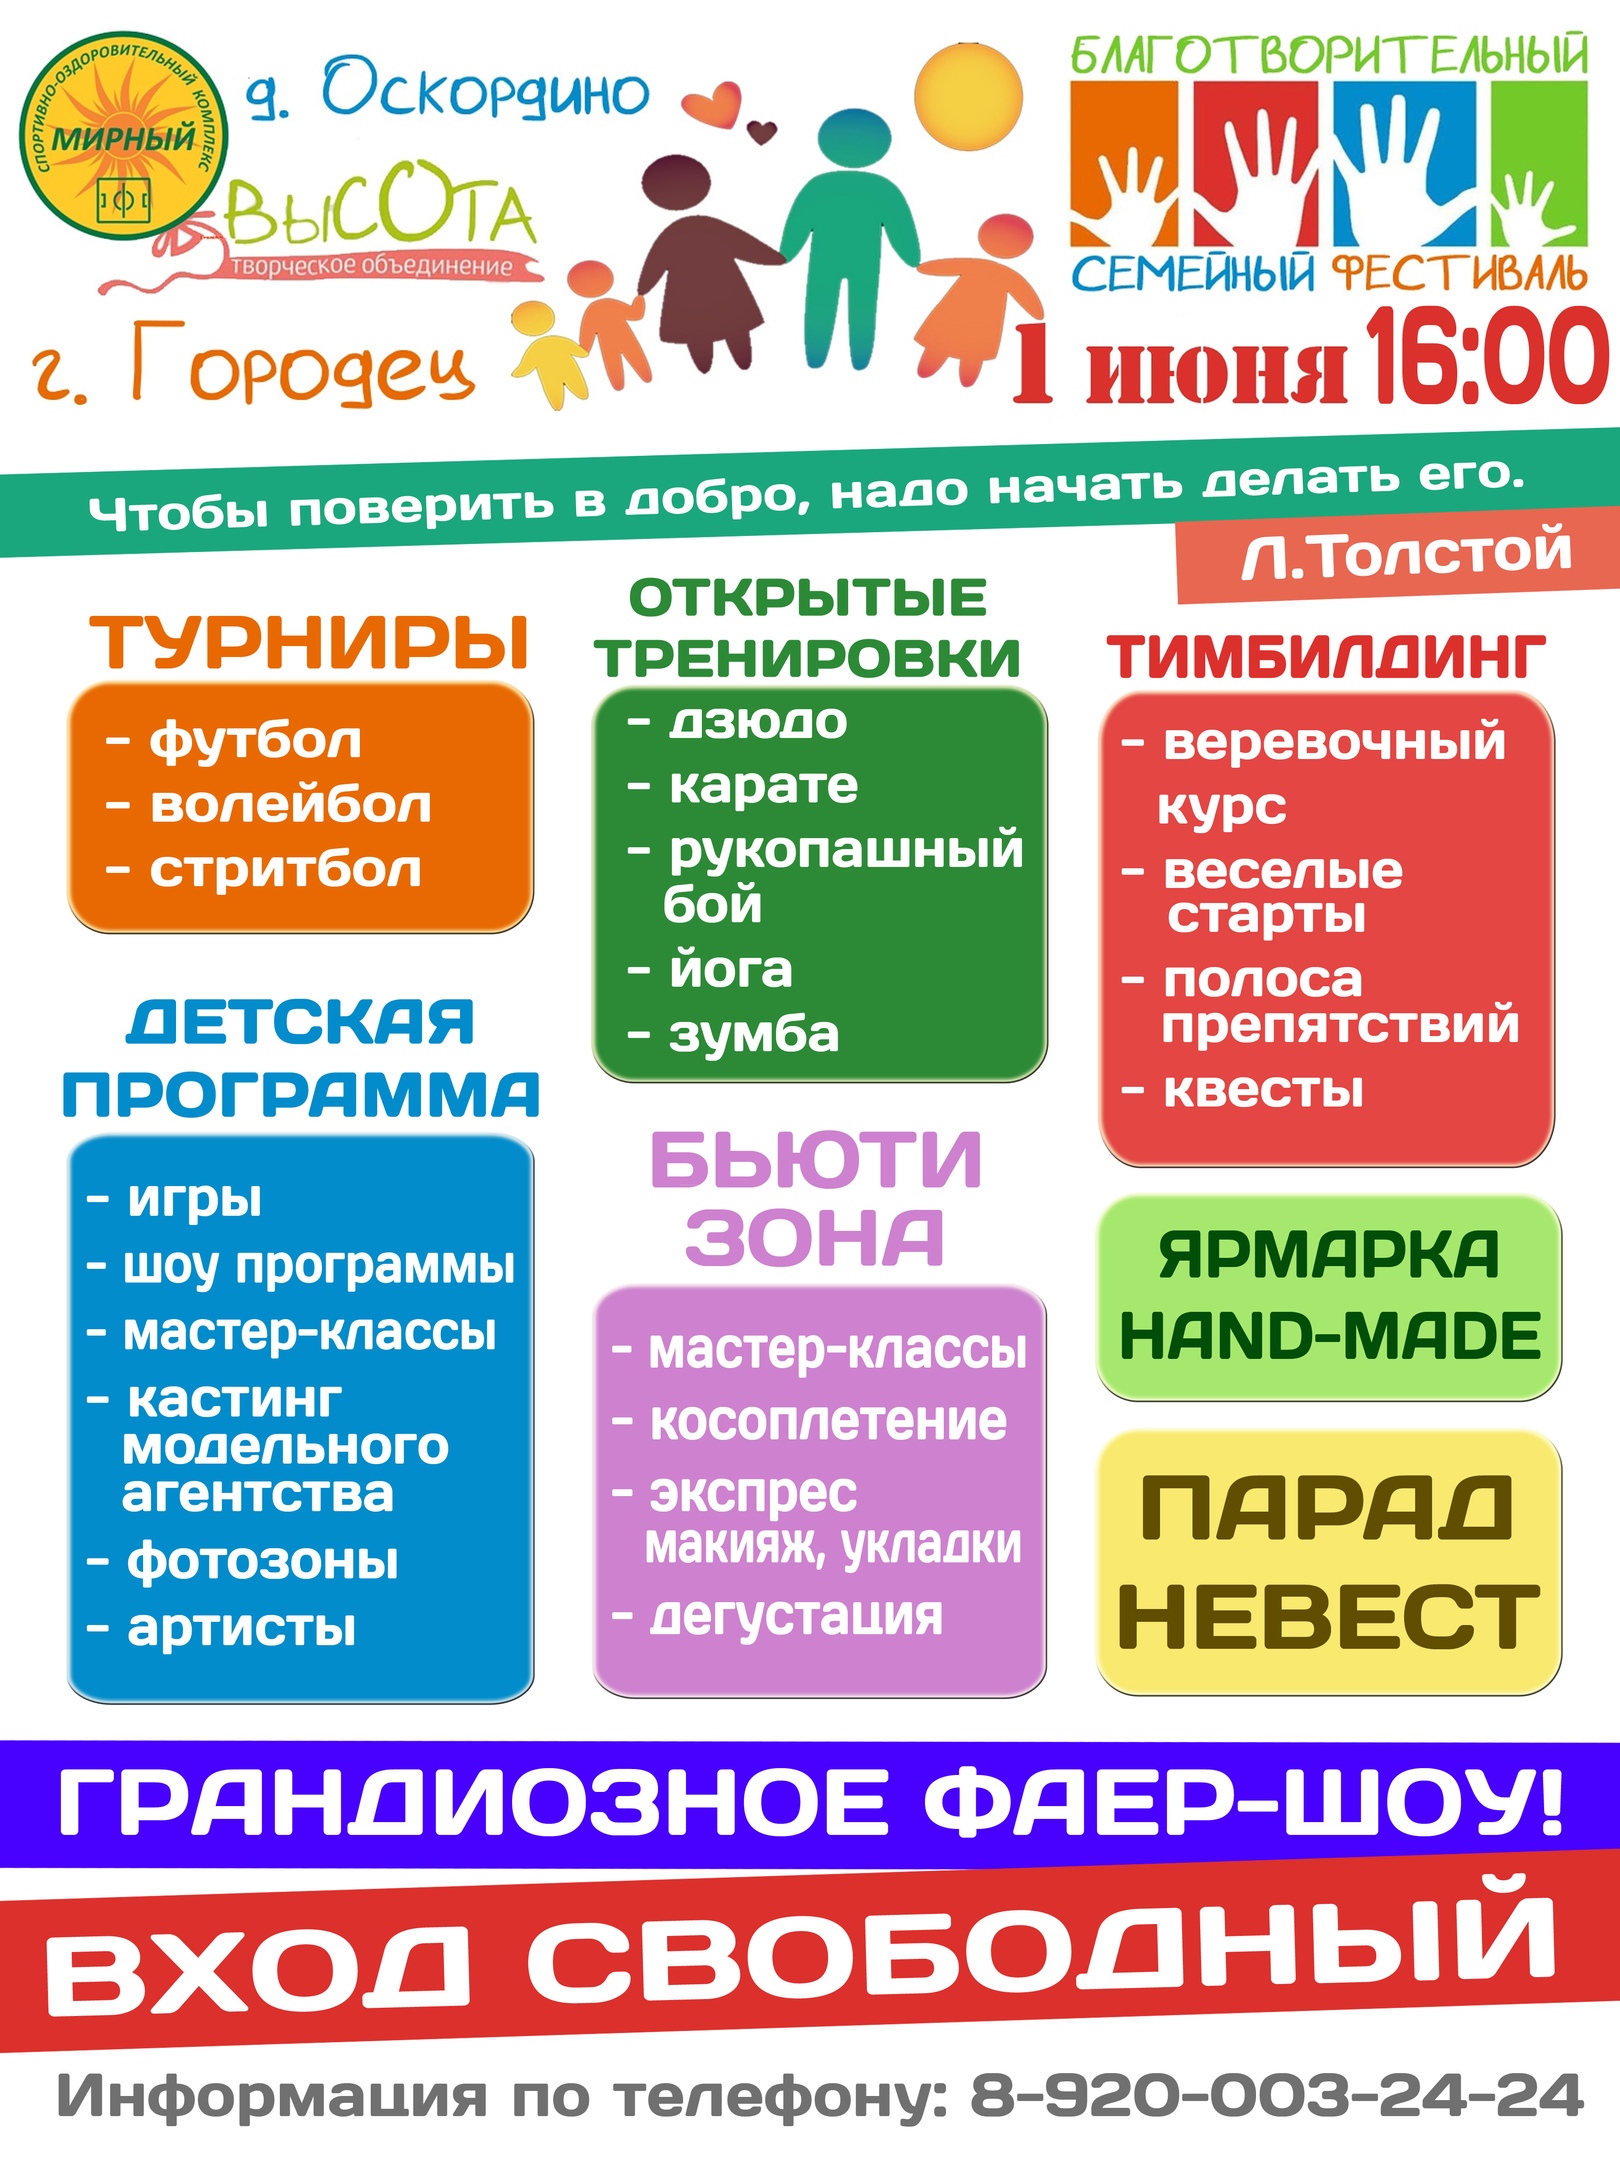 СПОРТИВНО-ОЗДОРОВИТЕЛЬНЫЙ КОМПЛЕКС
МИРНЫЙ
д. Оскордино
ВЫСОТА
творческое объединение
г. Городец
БЛАГОТВОРИТЕЛЬНЫЙ
СЕМЕЙНЫЙ ФЕСТИВАЛЬ
1 июня 16:00
Чтобы поверить в добро, надо начать делать его.
Л.Толстой
ТУРНИРЫ
- футбол
- волейбол
- стритбол
ОТКРЫТЫЕ
ТРЕНИРОВКИ
- дзюдо
- карате
- рукопашный
бой
- йога
- зумба
ТИМБИЛДИНГ
- веревочный
курс
- веселые
старты
- полоса
препятствий
- квесты
ДЕТСКАЯ
ПРОГРАММА
- игры
- шоу программы
- мастер-классы
- кастинг
модельного
агентства
- фотозоны
- артисты
БЬЮТИ
ЗОНА
- мастер-классы
- косоплетение
- экспрес
макияж, укладки
- дегустация
ЯРМАРКА
HAND-MADE
ПАРАД
НЕВЕСТ
ГРАНДИОЗНОЕ ФАЕР-ШОУ!
ВХОД СВОБОДНЫЙ
Информация по телефону: 8-920-003-24-24